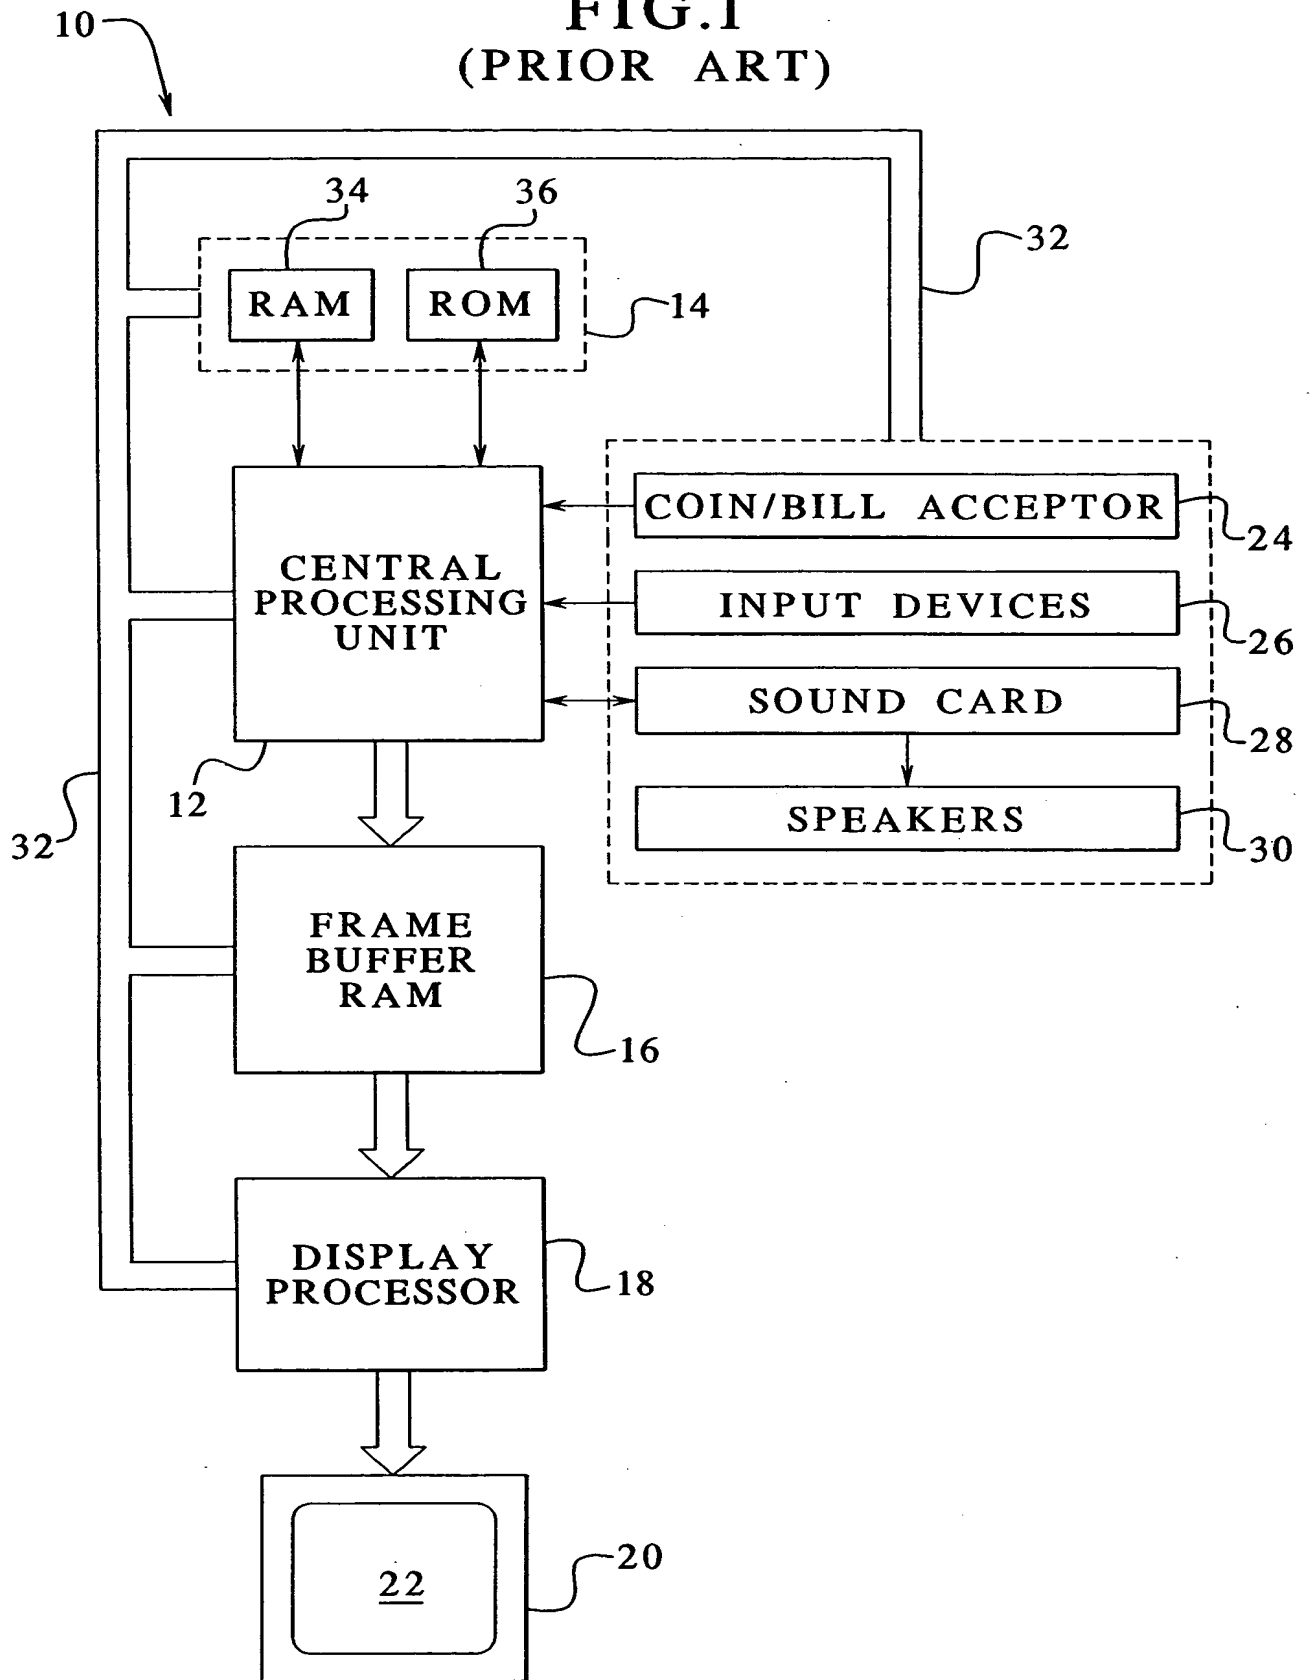 FIG.1
(PRIOR ART)
10
34
36
32
RAM
ROM
14
COIN/BILL ACCEPTOR
24
CENTRAL
PROCESSING
UNIT
INPUT DEVICES
26
SOUND CARD
28
12
32
SPEAKERS
30
FRAME
BUFFER
RAM
16
DISPLAY
PROCESSOR
18
20
22